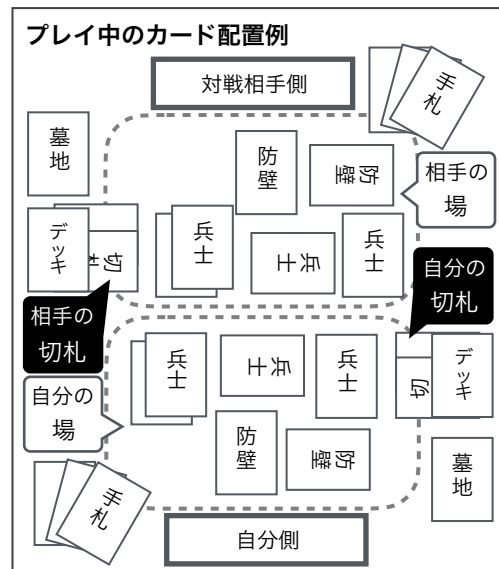 プレイ中のカード配置例
対戦相手側
手札
墓地
防壁
防壁
相手の
場
デッキ
切札
兵士
兵士
兵士
自分の
切札
相手の
切札
兵士
兵士
兵士
切
デッキ
自分の
場
防壁
防壁
墓地
手札
自分側